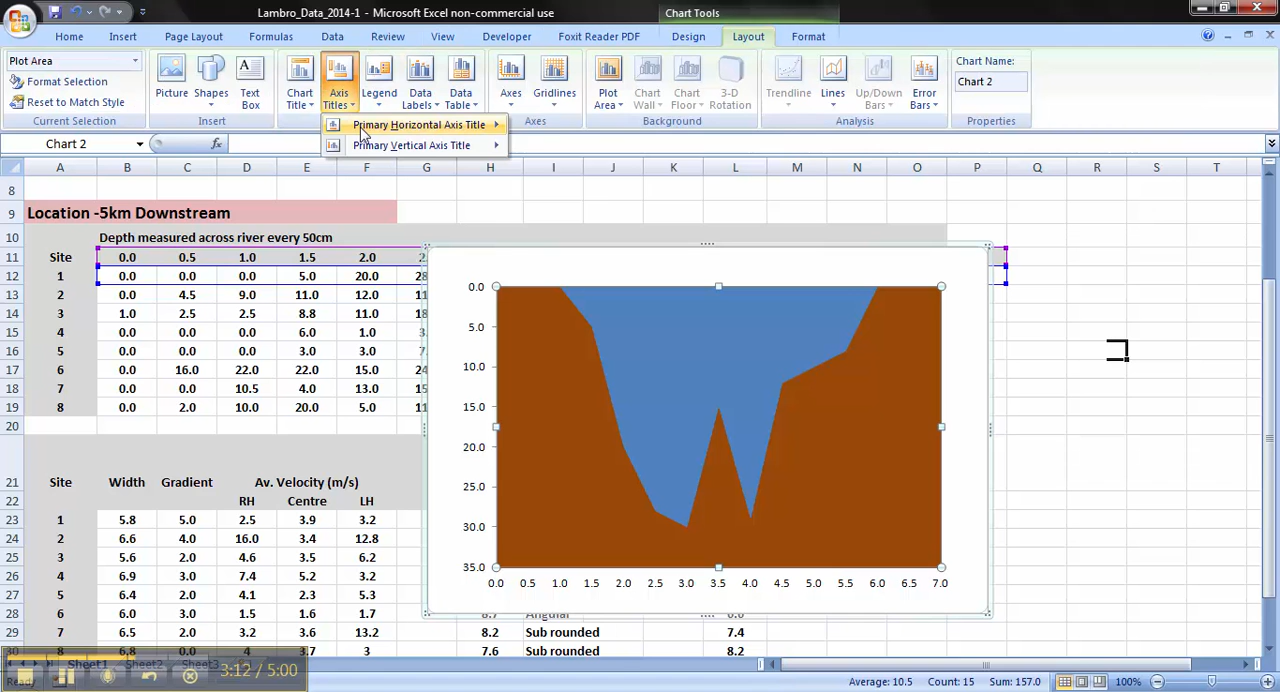 Lambro_Data_2014-1 - Microsoft Excel non-commercial use
Chart Tools
Home Insert Page Layout Formulas Data Review View Developer Foxit Reader PDF Design Layout Format
Plot Area
Format Selection
Reset to Match Style
Current Selection
Picture Shapes Text Box
Insert
Chart Title Axis Titles Legend Data Labels Data Table
Axes Gridlines
Axes
Plot Area Chart Wall Chart Floor 3-D Rotation
Background
Trendline Lines Up/Down Bars Error Bars
Analysis
Chart Name:
Chart 2
Properties
Primary Horizontal Axis Title
Primary Vertical Axis Title
Chart 2 fx
A B C D E F G H I J K L M N O P Q R S T
8
9 Location -5km Downstream
10 Depth measured across river every 50cm
11 Site 0.0 0.5 1.0 1.5 2.0
12 1 0.0 0.0 0.0 5.0 20.0
13 2 0.0 4.5 9.0 11.0 12.0
14 3 1.0 2.5 2.5 8.8 11.0
15 4 0.0 0.0 0.0 6.0 1.0
16 5 0.0 0.0 0.0 3.0 3.0
17 6 0.0 16.0 22.0 22.0 15.0
18 7 0.0 0.0 10.5 4.0 13.0
19 8 0.0 2.0 10.0 20.0 5.0
20
21 Site Width Gradient Av. Velocity (m/s)
22 RH Centre LH
23 1 5.8 5.0 2.5 3.9 3.2
24 2 6.6 4.0 16.0 3.4 12.8
25 3 5.6 2.0 4.6 3.5 6.2
26 4 6.9 3.0 7.4 5.2 3.2
27 5 6.4 2.0 4.1 2.3 5.3
28 6 6.0 3.0 1.5 1.6 1.7
29 7 6.5 2.0 3.2 3.6 13.2 8.2 Sub rounded 7.4
30 8 6.8 0.0 4 3.7 3 7.6 Sub rounded 8.2
0.0
5.0
10.0
15.0
20.0
25.0
30.0
35.0
0.0 0.5 1.0 1.5 2.0 2.5 3.0 3.5 4.0 4.5 5.0 5.5 6.0 6.5 7.0
Sheet1 Sheet2 Sheet3
3:12 / 5:00
Ready
Average: 10.5 Count: 15 Sum: 157.0 100%